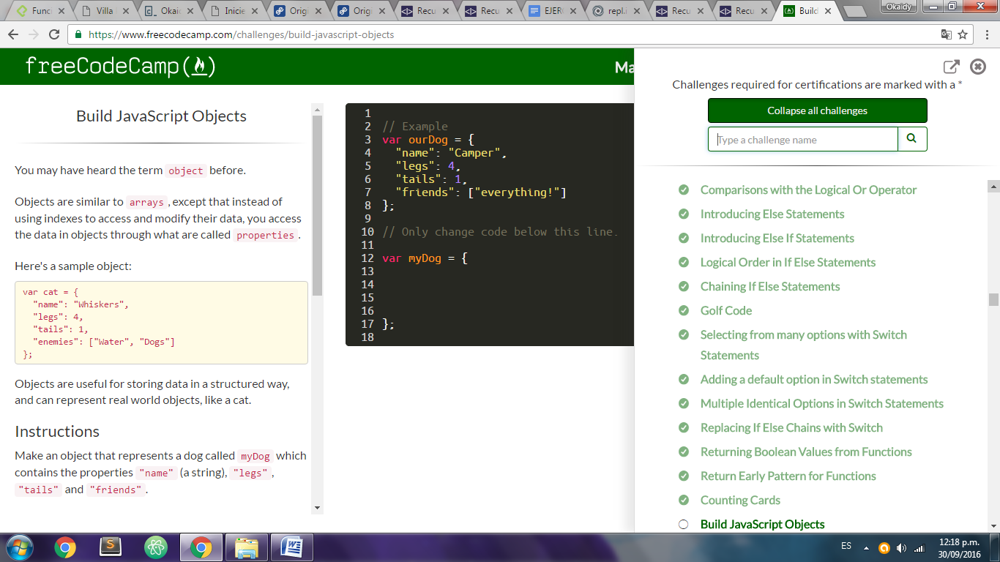 Funci
Villa
Okaid
Inicie
Origi
Origi
Recu
Recu
EJERC
repl.i
Recu
Recu
Build
Okaidy
https://www.freecodecamp.com/challenges/build-javascript-objects
freeCodeCamp
Ma
Build JavaScript Objects
You may have heard the term object before.
Objects are similar to arrays, except that instead of
using indexes to access and modify their data, you access
the data in objects through what are called properties.
Here's a sample object:
var cat = {
"name": "Whiskers",
"legs": 4,
"tails": 1,
"enemies": ["Water", "Dogs"]
};
Objects are useful for storing data in a structured way,
and can represent real world objects, like a cat.
Instructions
Make an object that represents a dog called myDog which
contains the properties "name" (a string), "legs",
"tails" and "friends".
1
2 // Example
3 var ourDog = {
4 "name": "Camper",
5 "legs": 4,
6 "tails": 1,
7 "friends": ["everything!"]
8 };
9
10 // Only change code below this line.
11
12 var myDog = {
13
14
15
16
17 };
18
Challenges required for certifications are marked with a *
Collapse all challenges
Type a challenge name
Comparisons with the Logical Or Operator
Introducing Else Statements
Introducing Else If Statements
Logical Order in If Else Statements
Chaining If Else Statements
Golf Code
Selecting from many options with Switch
Statements
Adding a default option in Switch statements
Multiple Identical Options in Switch Statements
Replacing If Else Chains with Switch
Returning Boolean Values from Functions
Return Early Pattern for Functions
Counting Cards
Build JavaScript Objects
ES
12:18 p.m.
30/09/2016